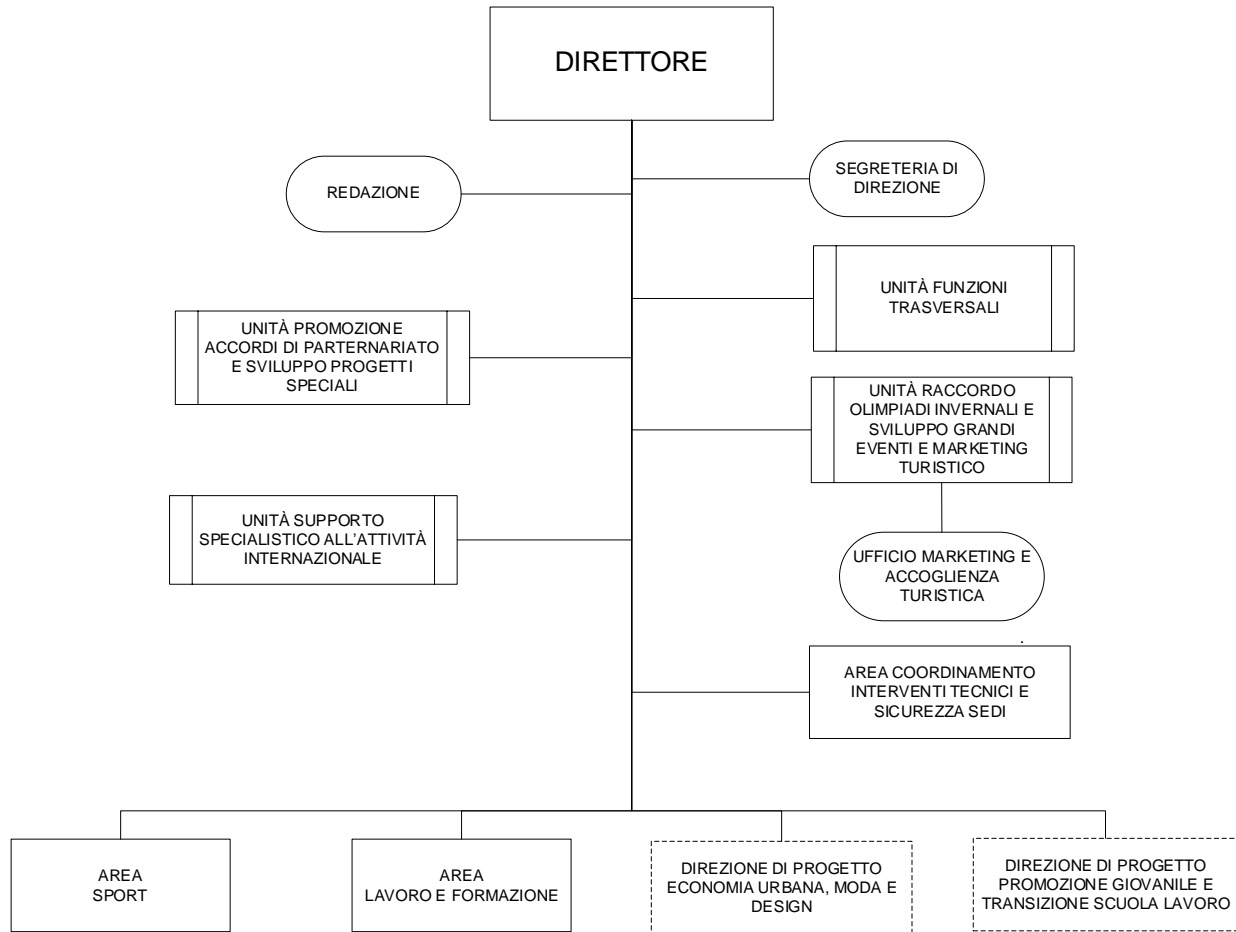 DIRETTORE
REDAZIONE
SEGRETERIA DI
DIREZIONE
UNITÀ FUNZIONI
TRASVERSALI
UNITÀ PROMOZIONE
ACCORDI DI PARTERNARIATO
E SVILUPPO PROGETTI
SPECIALI
UNITÀ RACCORDO
OLIMPIADI INVERNALI E
SVILUPPO GRANDI
EVENTI E MARKETING
TURISTICO
UNITÀ SUPPORTO
SPECIALISTICO ALL'ATTIVITÀ
INTERNAZIONALE
UFFICIO MARKETING E
ACCOGLIENZA
TURISTICA
AREA COORDINAMENTO
INTERVENTI TECNICI E
SICUREZZA SEDI
AREA
SPORT
AREA
LAVORO E FORMAZIONE
DIREZIONE DI PROGETTO
ECONOMIA URBANA, MODA E
DESIGN
DIREZIONE DI PROGETTO
PROMOZIONE GIOVANILE E
TRANSIZIONE SCUOLA LAVORO